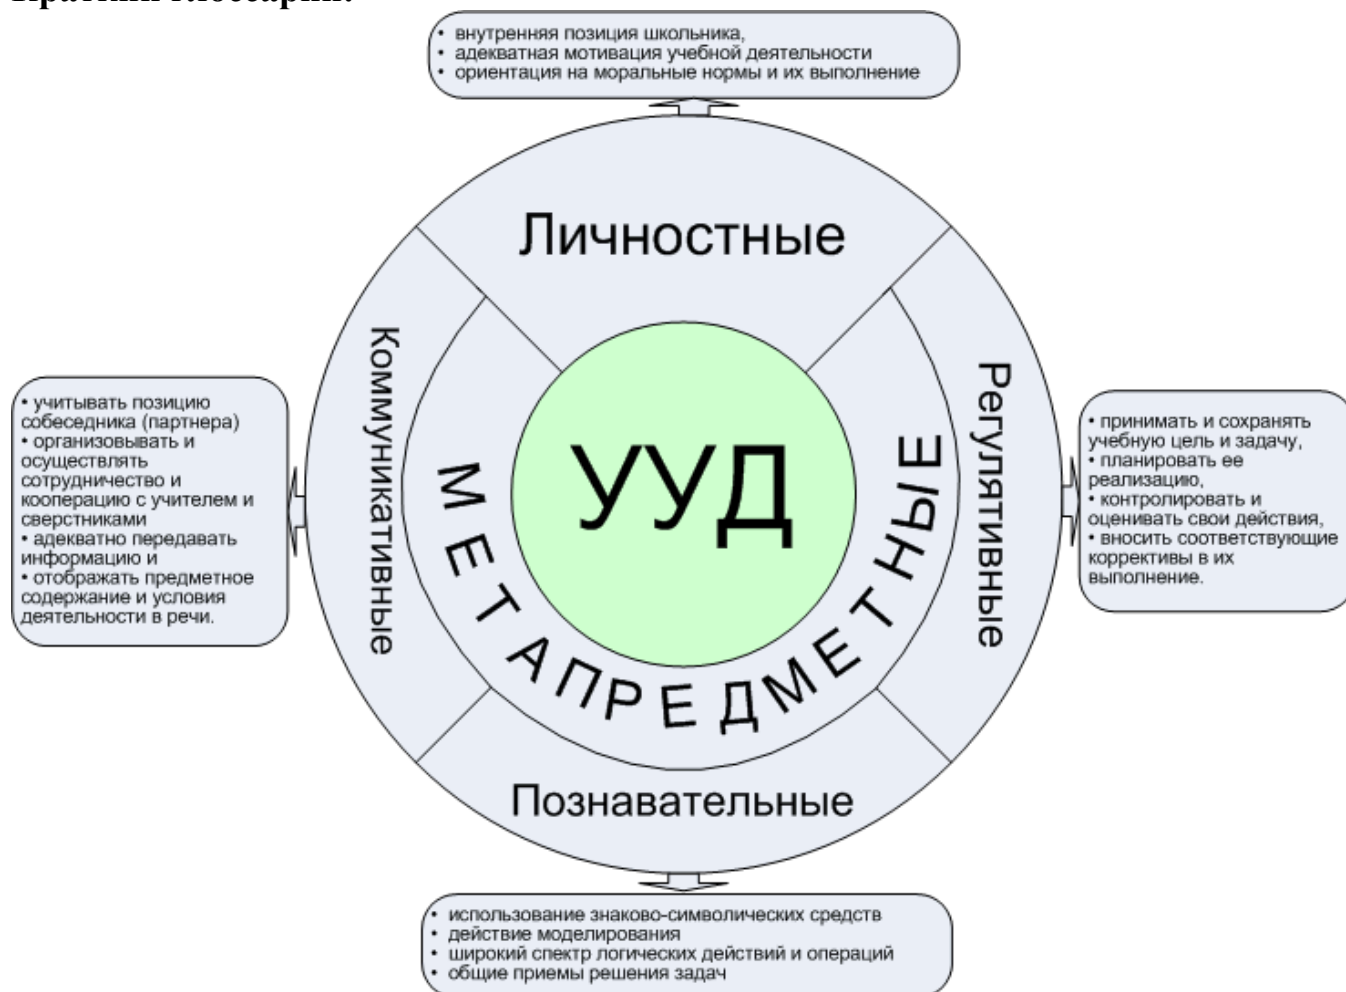 • внутренняя позиция школьника,
• адекватная мотивация учебной деятельности
• ориентация на моральные нормы и их выполнение
Личностные
Коммуникативные
Регулятивные
УУД
МЕТАПРЕДМЕТНЫЕ
Познавательные
• учитывать позицию
собеседника (партнера)
• организовывать и
осуществлять
сотрудничество и
кооперацию с учителем и
сверстниками
• адекватно передавать
информацию и
• отображать предметное
содержание и условия
деятельности в речи.
• принимать и сохранять
учебную цель и задачу,
• планировать ее
реализацию,
• контролировать и
оценивать свои действия,
• вносить соответствующие
коррективы в их
выполнение.
• использование знаково-символических средств
• действие моделирования
• широкий спектр логических действий и операций
• общие приемы решения задач